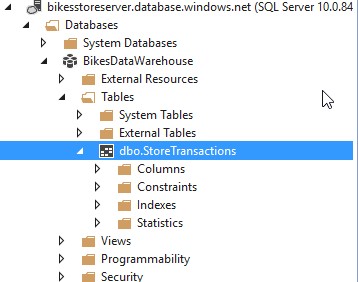 bikesstoreserver.database.windows.net (SQL Server 10.0.84
Databases
System Databases
BikesDataWarehouse
External Resources
Tables
System Tables
External Tables
dbo.StoreTransactions
Columns
Constraints
Indexes
Statistics
Views
Programmability
Security